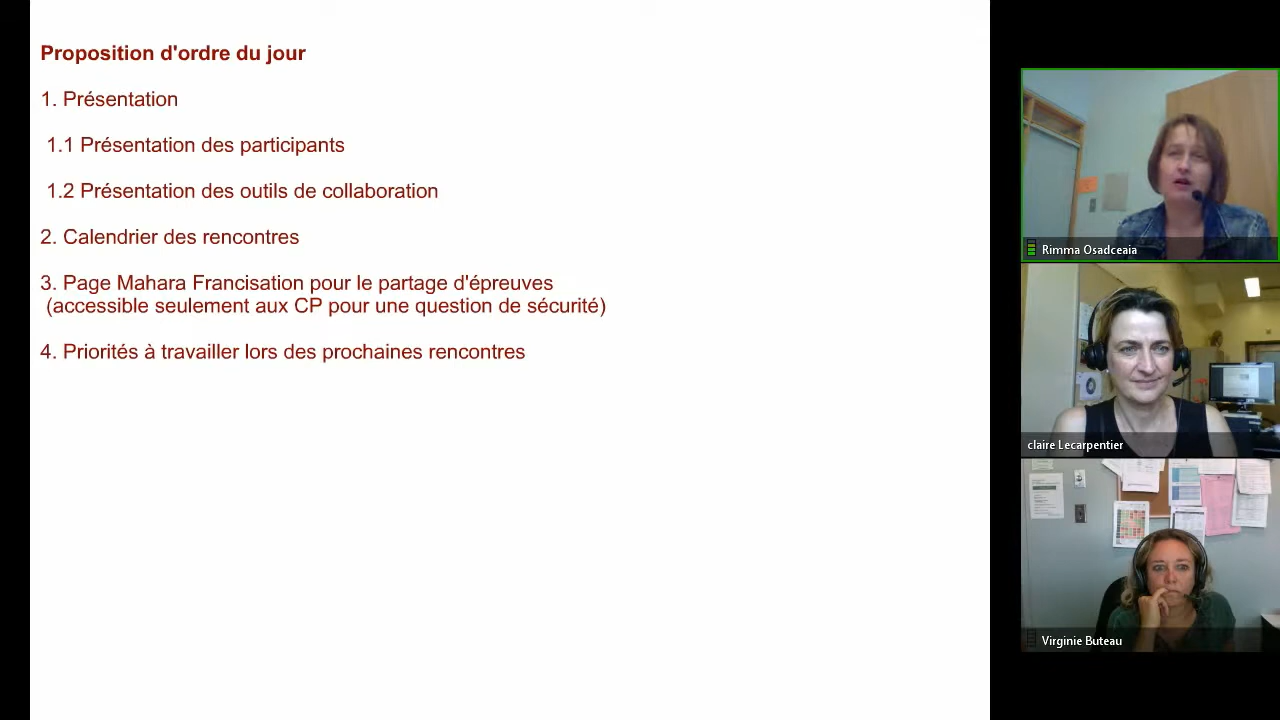 Proposition d'ordre du jour
1. Présentation
1.1 Présentation des participants
1.2 Présentation des outils de collaboration
2. Calendrier des rencontres
3. Page Mahara Francisation pour le partage d'épreuves
(accessible seulement aux CP pour une question de sécurité)
4. Priorités à travailler lors des prochaines rencontres
Rimma Osadceaia
claire Lecarpentier
Virginie Buteau